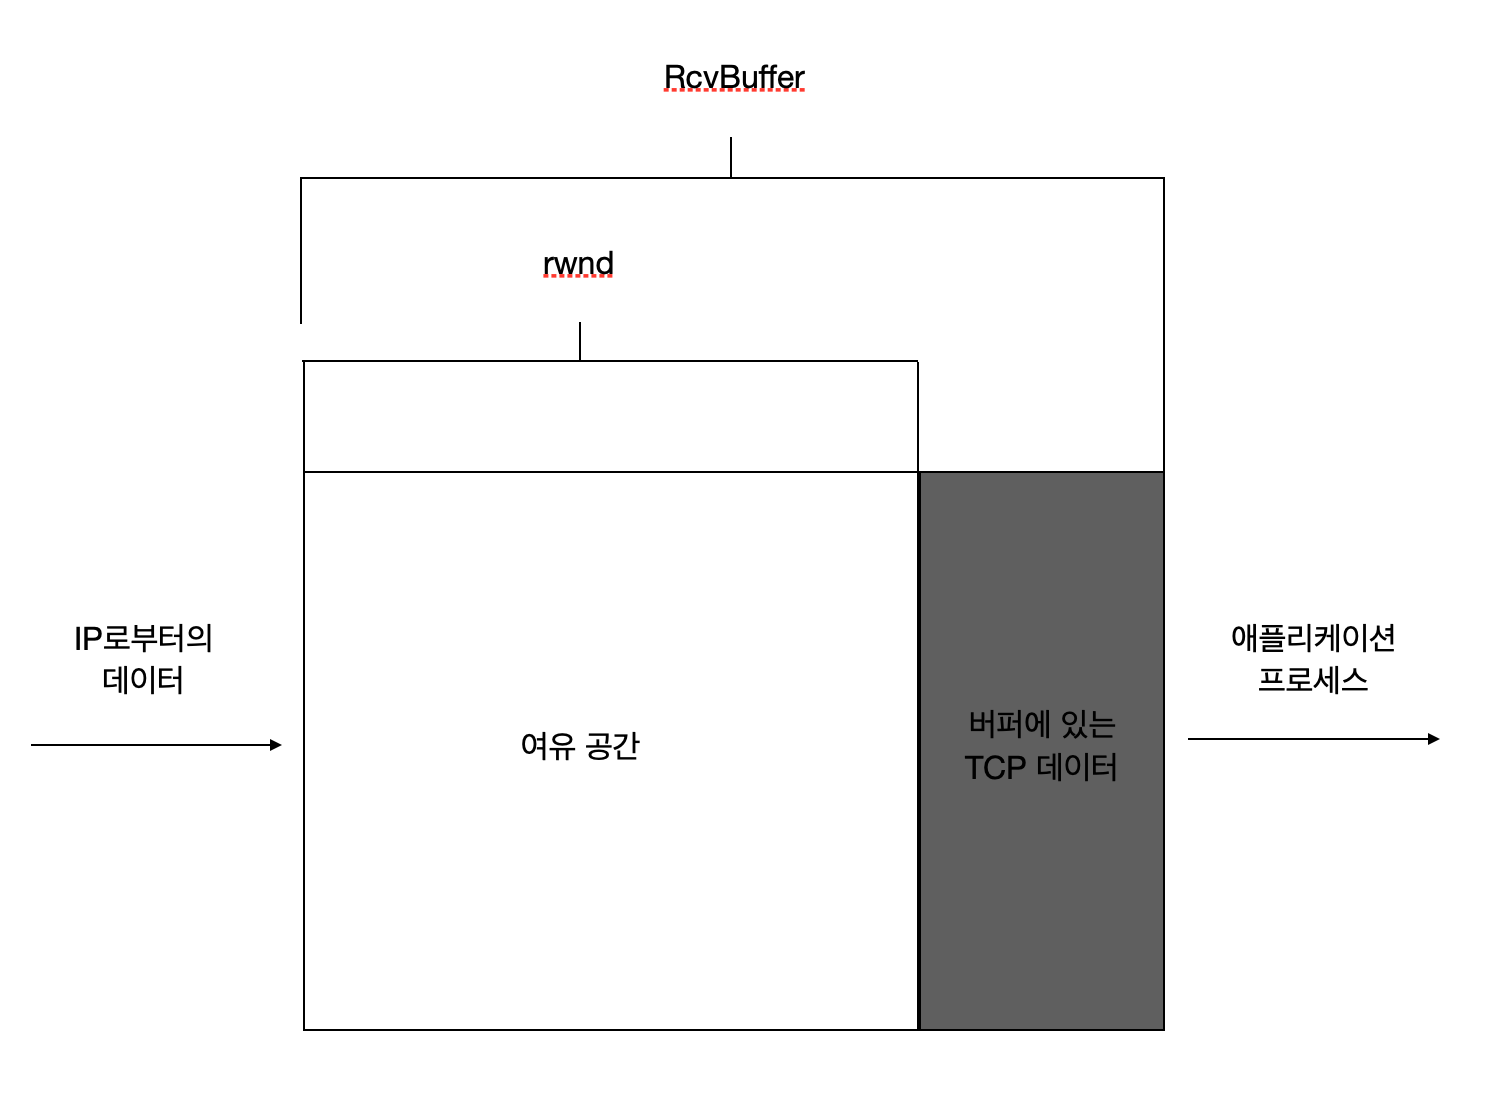 RcvBuffer
rwnd
IP로부터의
데이터
여유 공간
버퍼에 있는
TCP 데이터
애플리케이션
프로세스